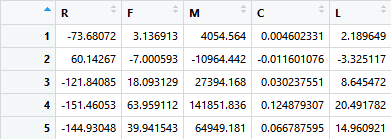 R F M C L
1 -73.68072 3.136913 4054.564 0.004602331 2.189649
2 60.14267 -7.000593 -10964.442 -0.011601076 -3.325117
3 -121.84085 18.093129 27394.168 0.030237551 8.645472
4 -151.46053 63.959112 141851.836 0.124879307 20.491782
5 -144.93048 39.941543 64949.181 0.066787595 14.960921